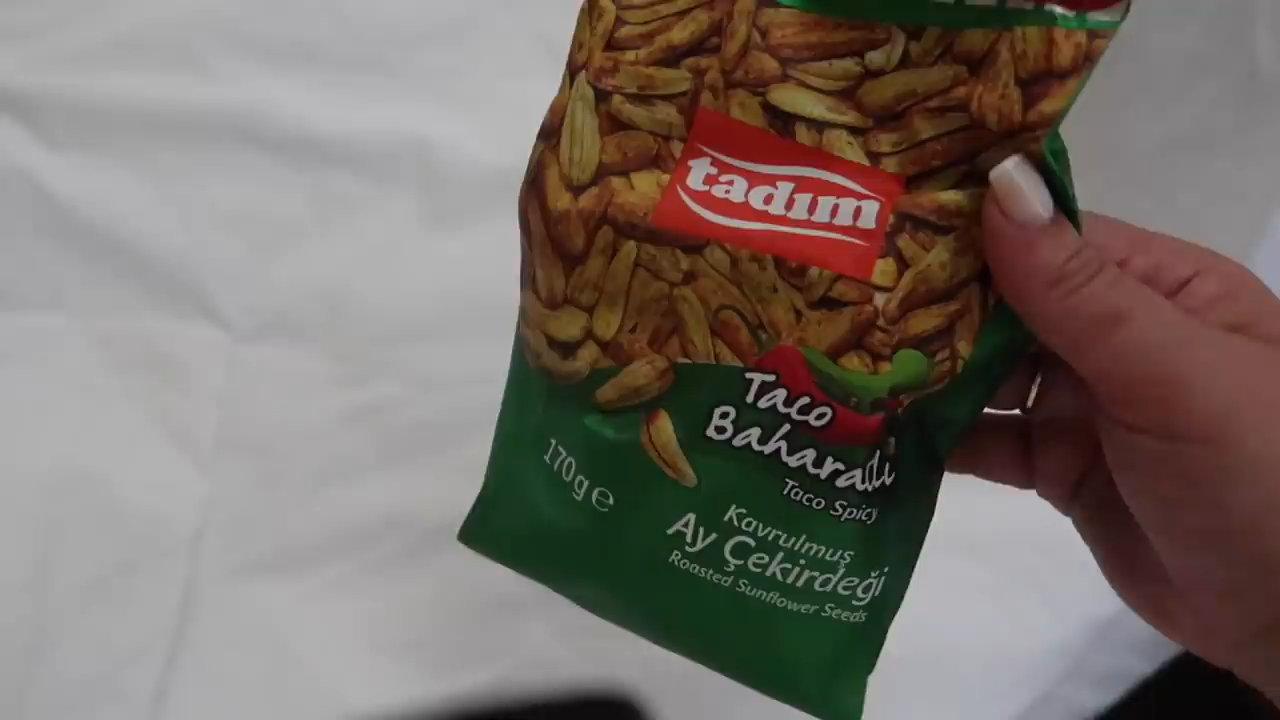 tadım
Taco
Baharatlı
Taco Spicy
170g e
Kavrulmuş
Ay Çekirdeği
Roasted Sunflower Seeds